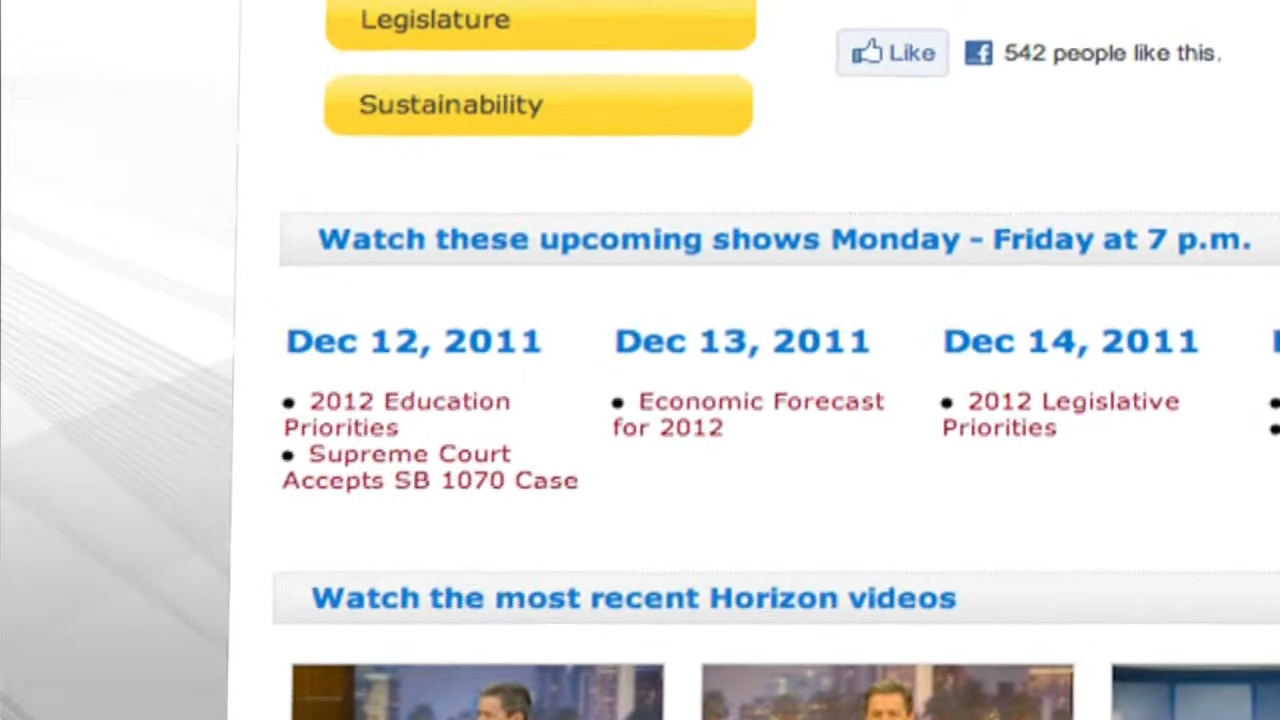 Legislature
Like
542 people like this.
Sustainability
Watch these upcoming shows Monday - Friday at 7 p.m.
Dec 12, 2011
Dec 13, 2011
Dec 14, 2011
• 2012 Education
Priorities
• Supreme Court
Accepts SB 1070 Case
• Economic Forecast
for 2012
• 2012 Legislative
Priorities
Watch the most recent Horizon videos